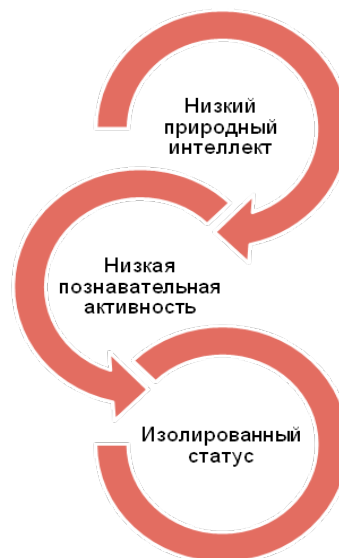 Низкий
природный
интеллект
Низкая
познавательная
активность
Изолированный
статус